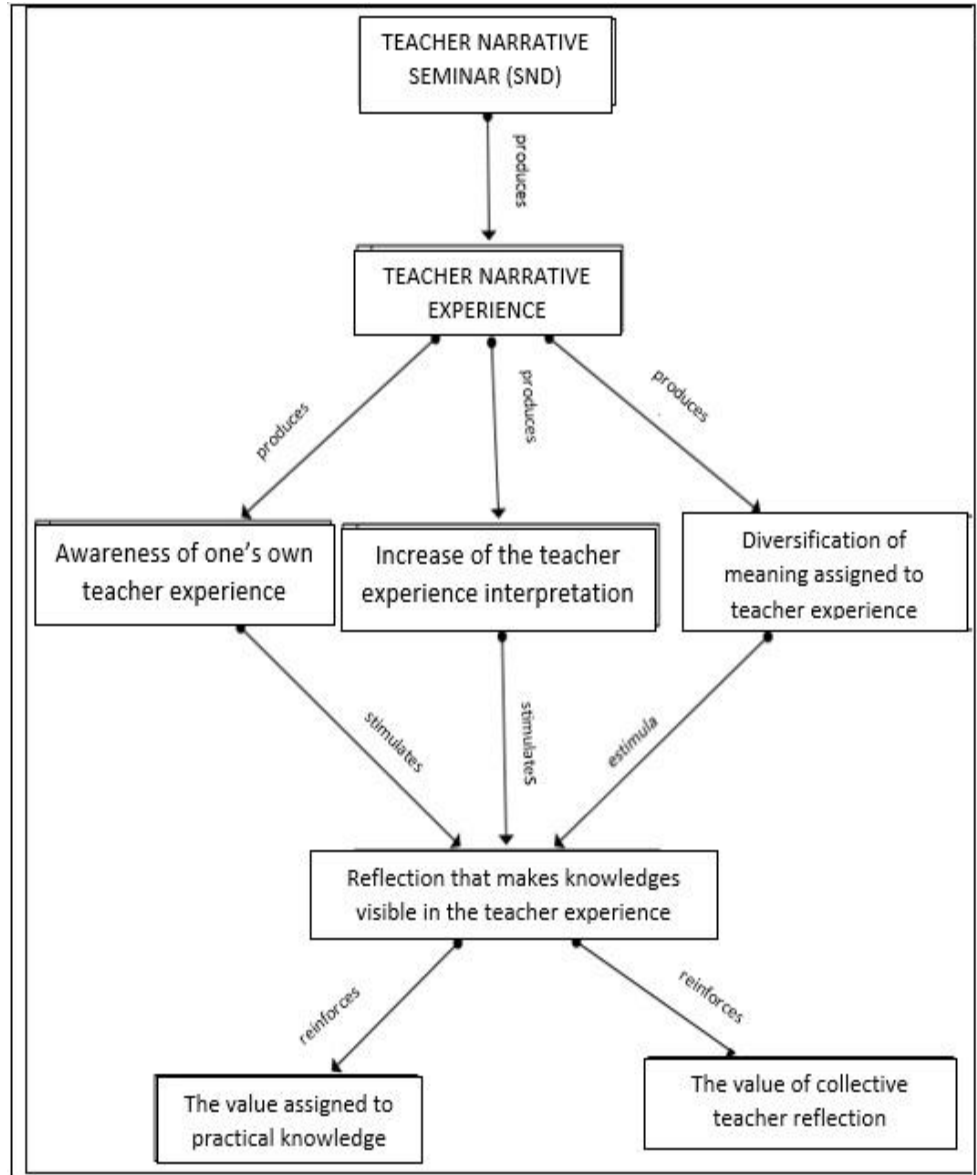 TEACHER NARRATIVE
SEMINAR (SND)
produces
TEACHER NARRATIVE
EXPERIENCE
produces
produces
produces
Awareness of one’s own
teacher experience
Increase of the teacher
experience interpretation
Diversification of
meaning assigned to
teacher experience
stimulates
stimulateS
estimula
Reflection that makes knowledges
visible in the teacher experience
reinforces
reinforces
The value assigned to
practical knowledge
The value of collective
teacher reflection